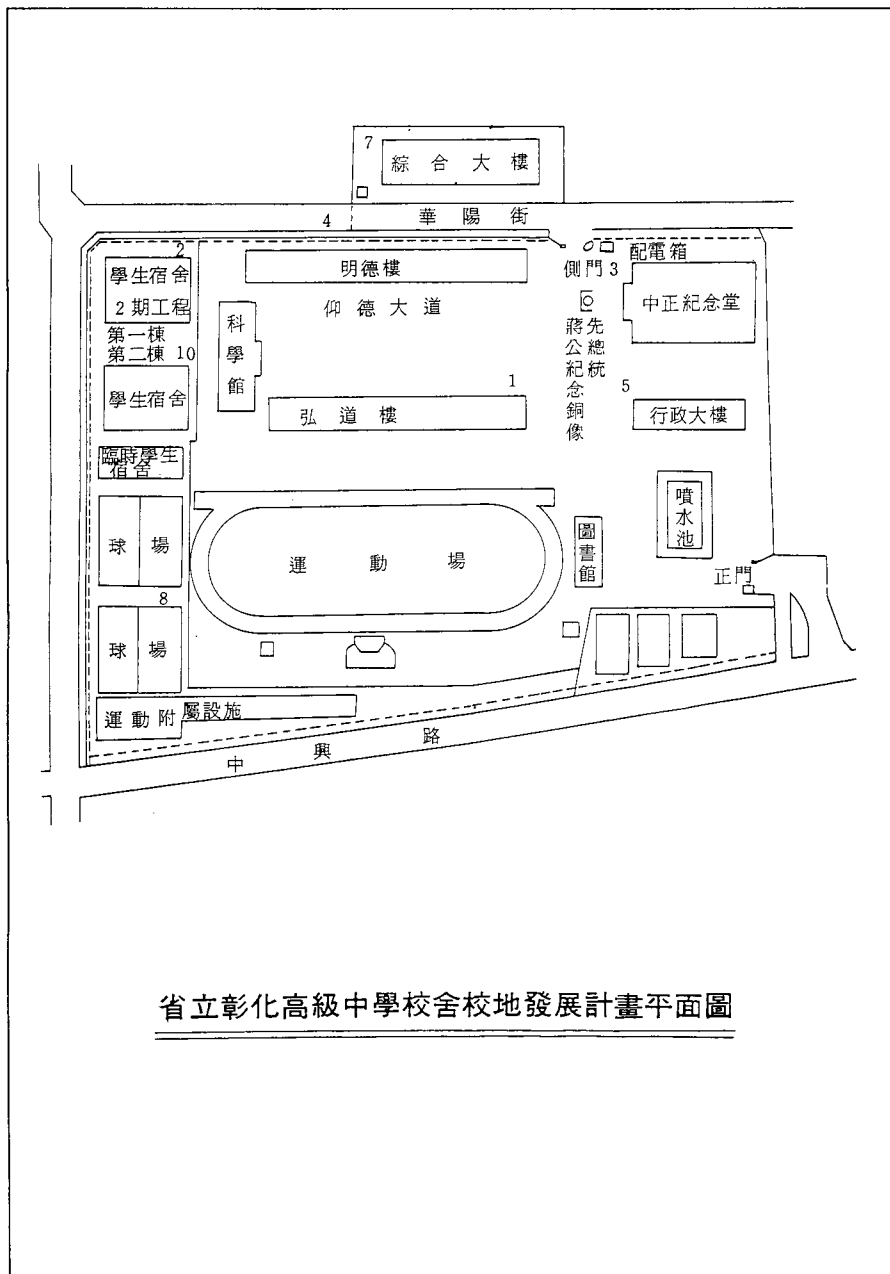 7
綜合大樓
4
華陽街
2
學生宿舍
2期工程
第一棟
第二棟 10
學生宿舍
臨時學生
宿舍
明德樓
仰德大道
科學館
1
弘道樓
側門 3
配電箱
中正紀念堂
先總統
蔣公紀念銅像
5
行政大樓
噴水池
圖書館
正門
運動場
球場
8
球場
運動附屬設施
中興路
省立彰化高級中學校舍校地發展計畫平面圖